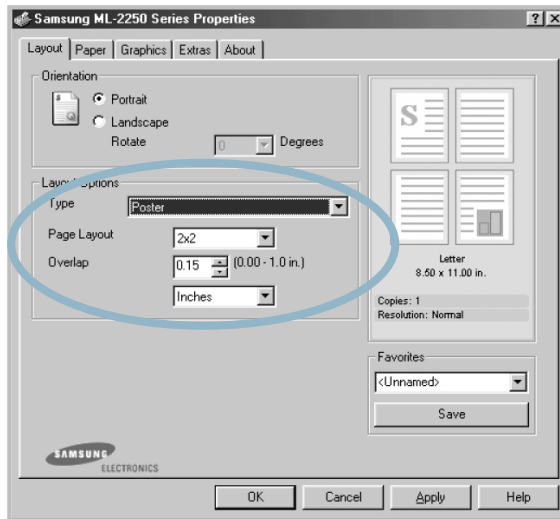 Samsung ML-2250 Series Properties ? x
Layout Paper Graphics Extras About
Orientation
Portrait
Landscape
Rotate 0 Degrees
Layout Options
Type Poster
Page Layout 2x2
Overlap 0.15 (0.00 - 1.0 in.)
Inches
S
Letter
8.50 x 11.00 in.
Copies: 1
Resolution: Normal
Favorites
<Unnamed>
Save
SAMSUNG
ELECTRONICS
OK Cancel Apply Help